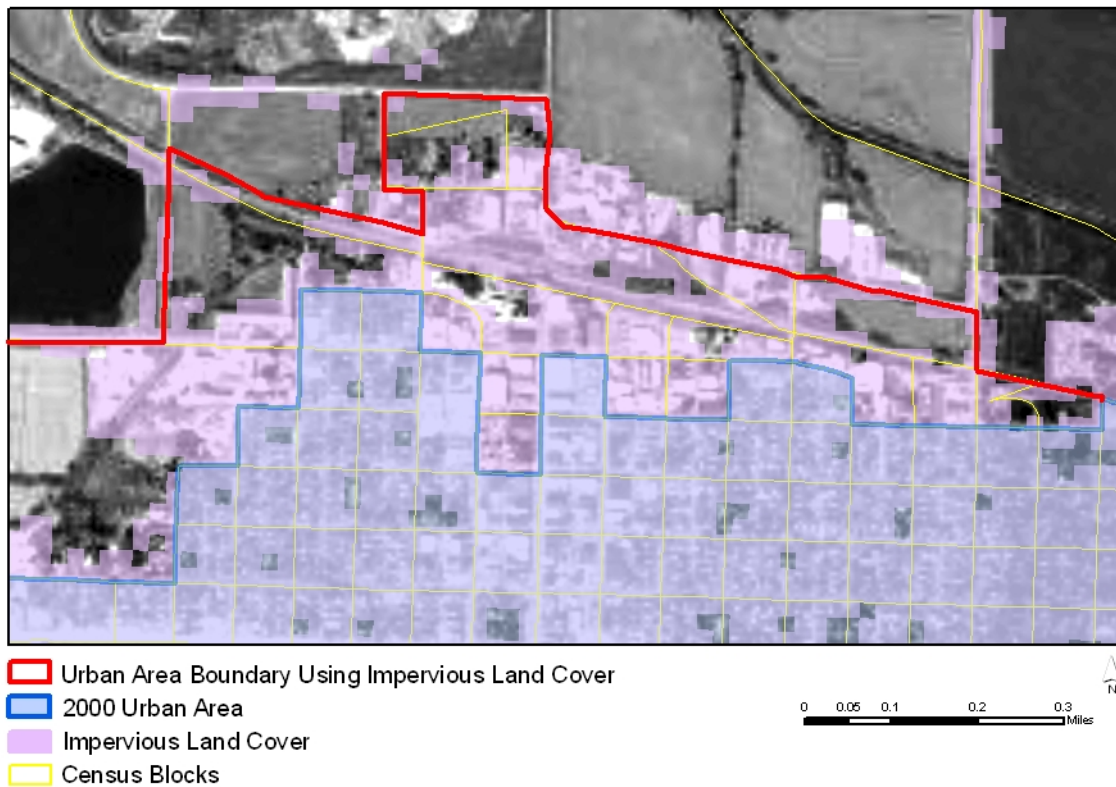 Urban Area Boundary Using Impervious Land Cover
2000 Urban Area
Impervious Land Cover
Census Blocks
N
0 0.05 0.1 0.2 0.3
Miles